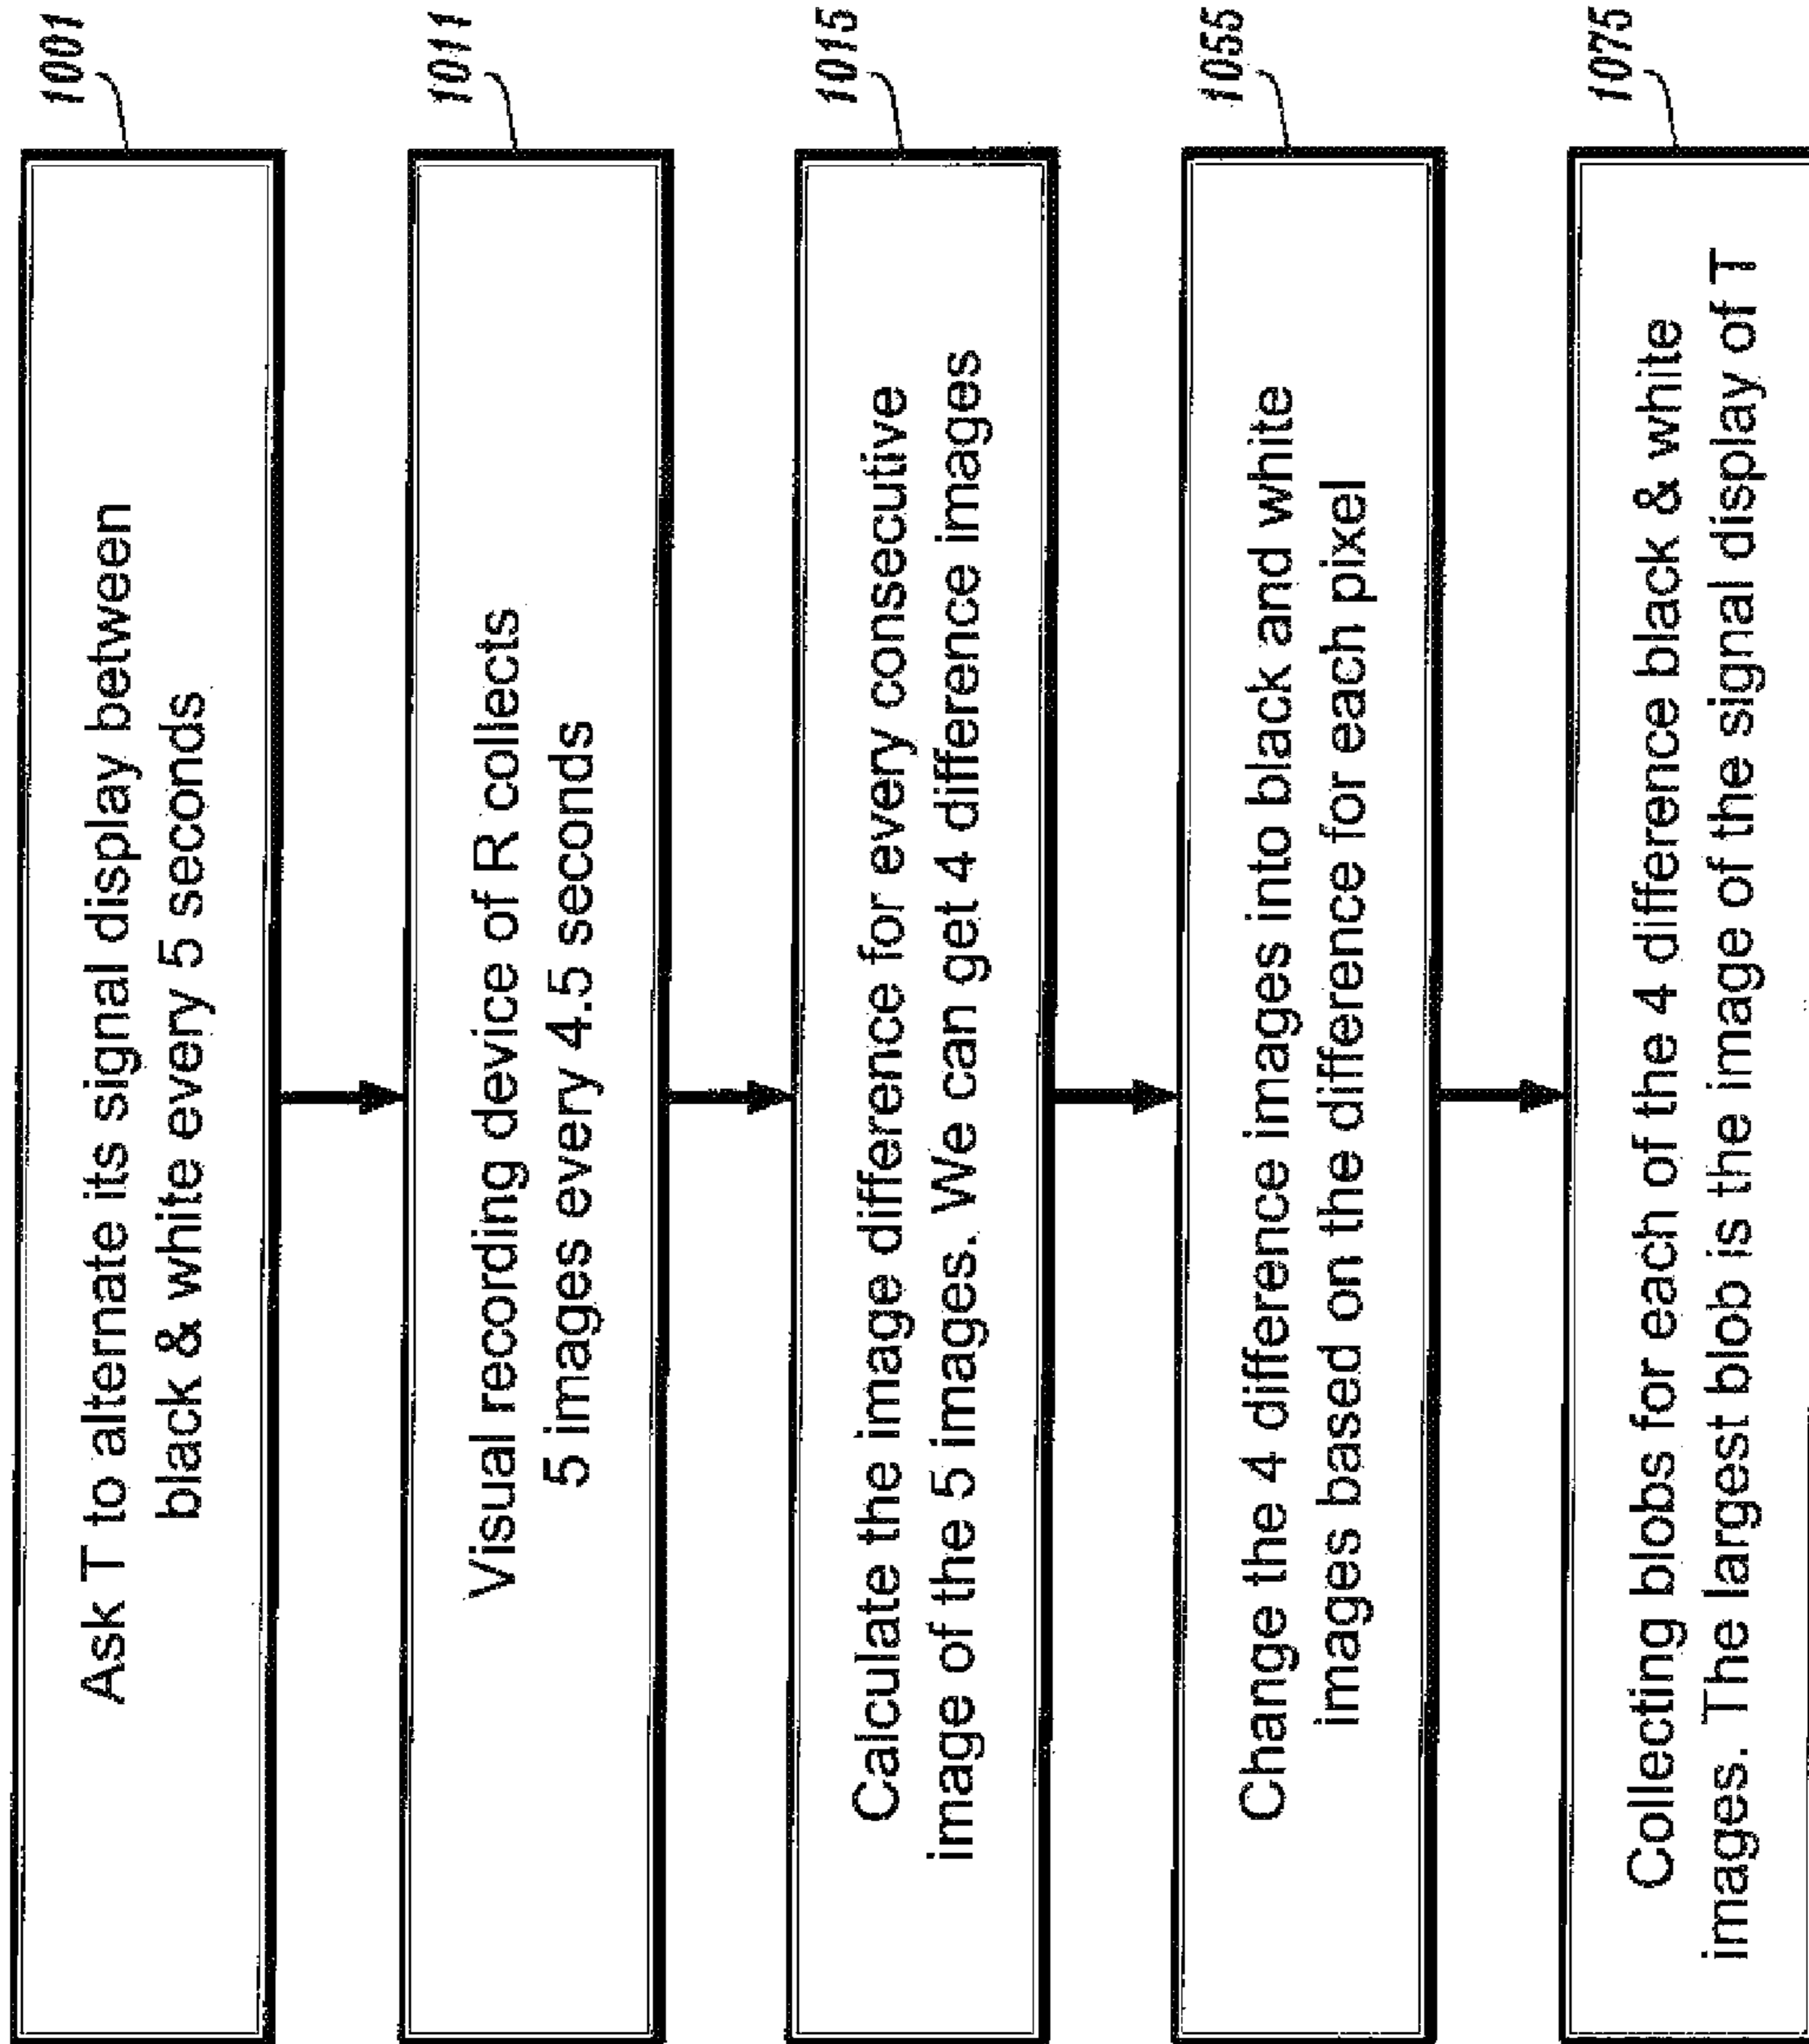 Ask T to alternate its signal display between
black & white every 5 seconds
1001
Visual recording device of R collects
5 images every 4.5 seconds
1011
Calculate the image difference for every consecutive
image of the 5 images. We can get 4 difference images
1015
Change the 4 difference images into black and white
images based on the difference for each pixel
1055
Collecting blobs for each of the 4 difference black & white
images. The largest blob is the image of the signal display of T
1075